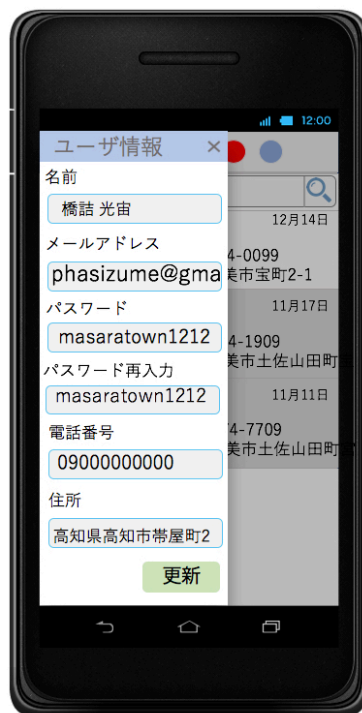 12:00
ユーザ情報 ×
名前
橋詰 光宙
メールアドレス
phasizume@gma
パスワード
masaratown1212
パスワード再入力
masaratown1212
電話番号
09000000000
住所
高知県高知市帯屋町2
更新
12月14日
4-0099
美市宝町2-1
11月17日
4-1909
美市土佐山田町
11月11日
4-7709
美市土佐山田町